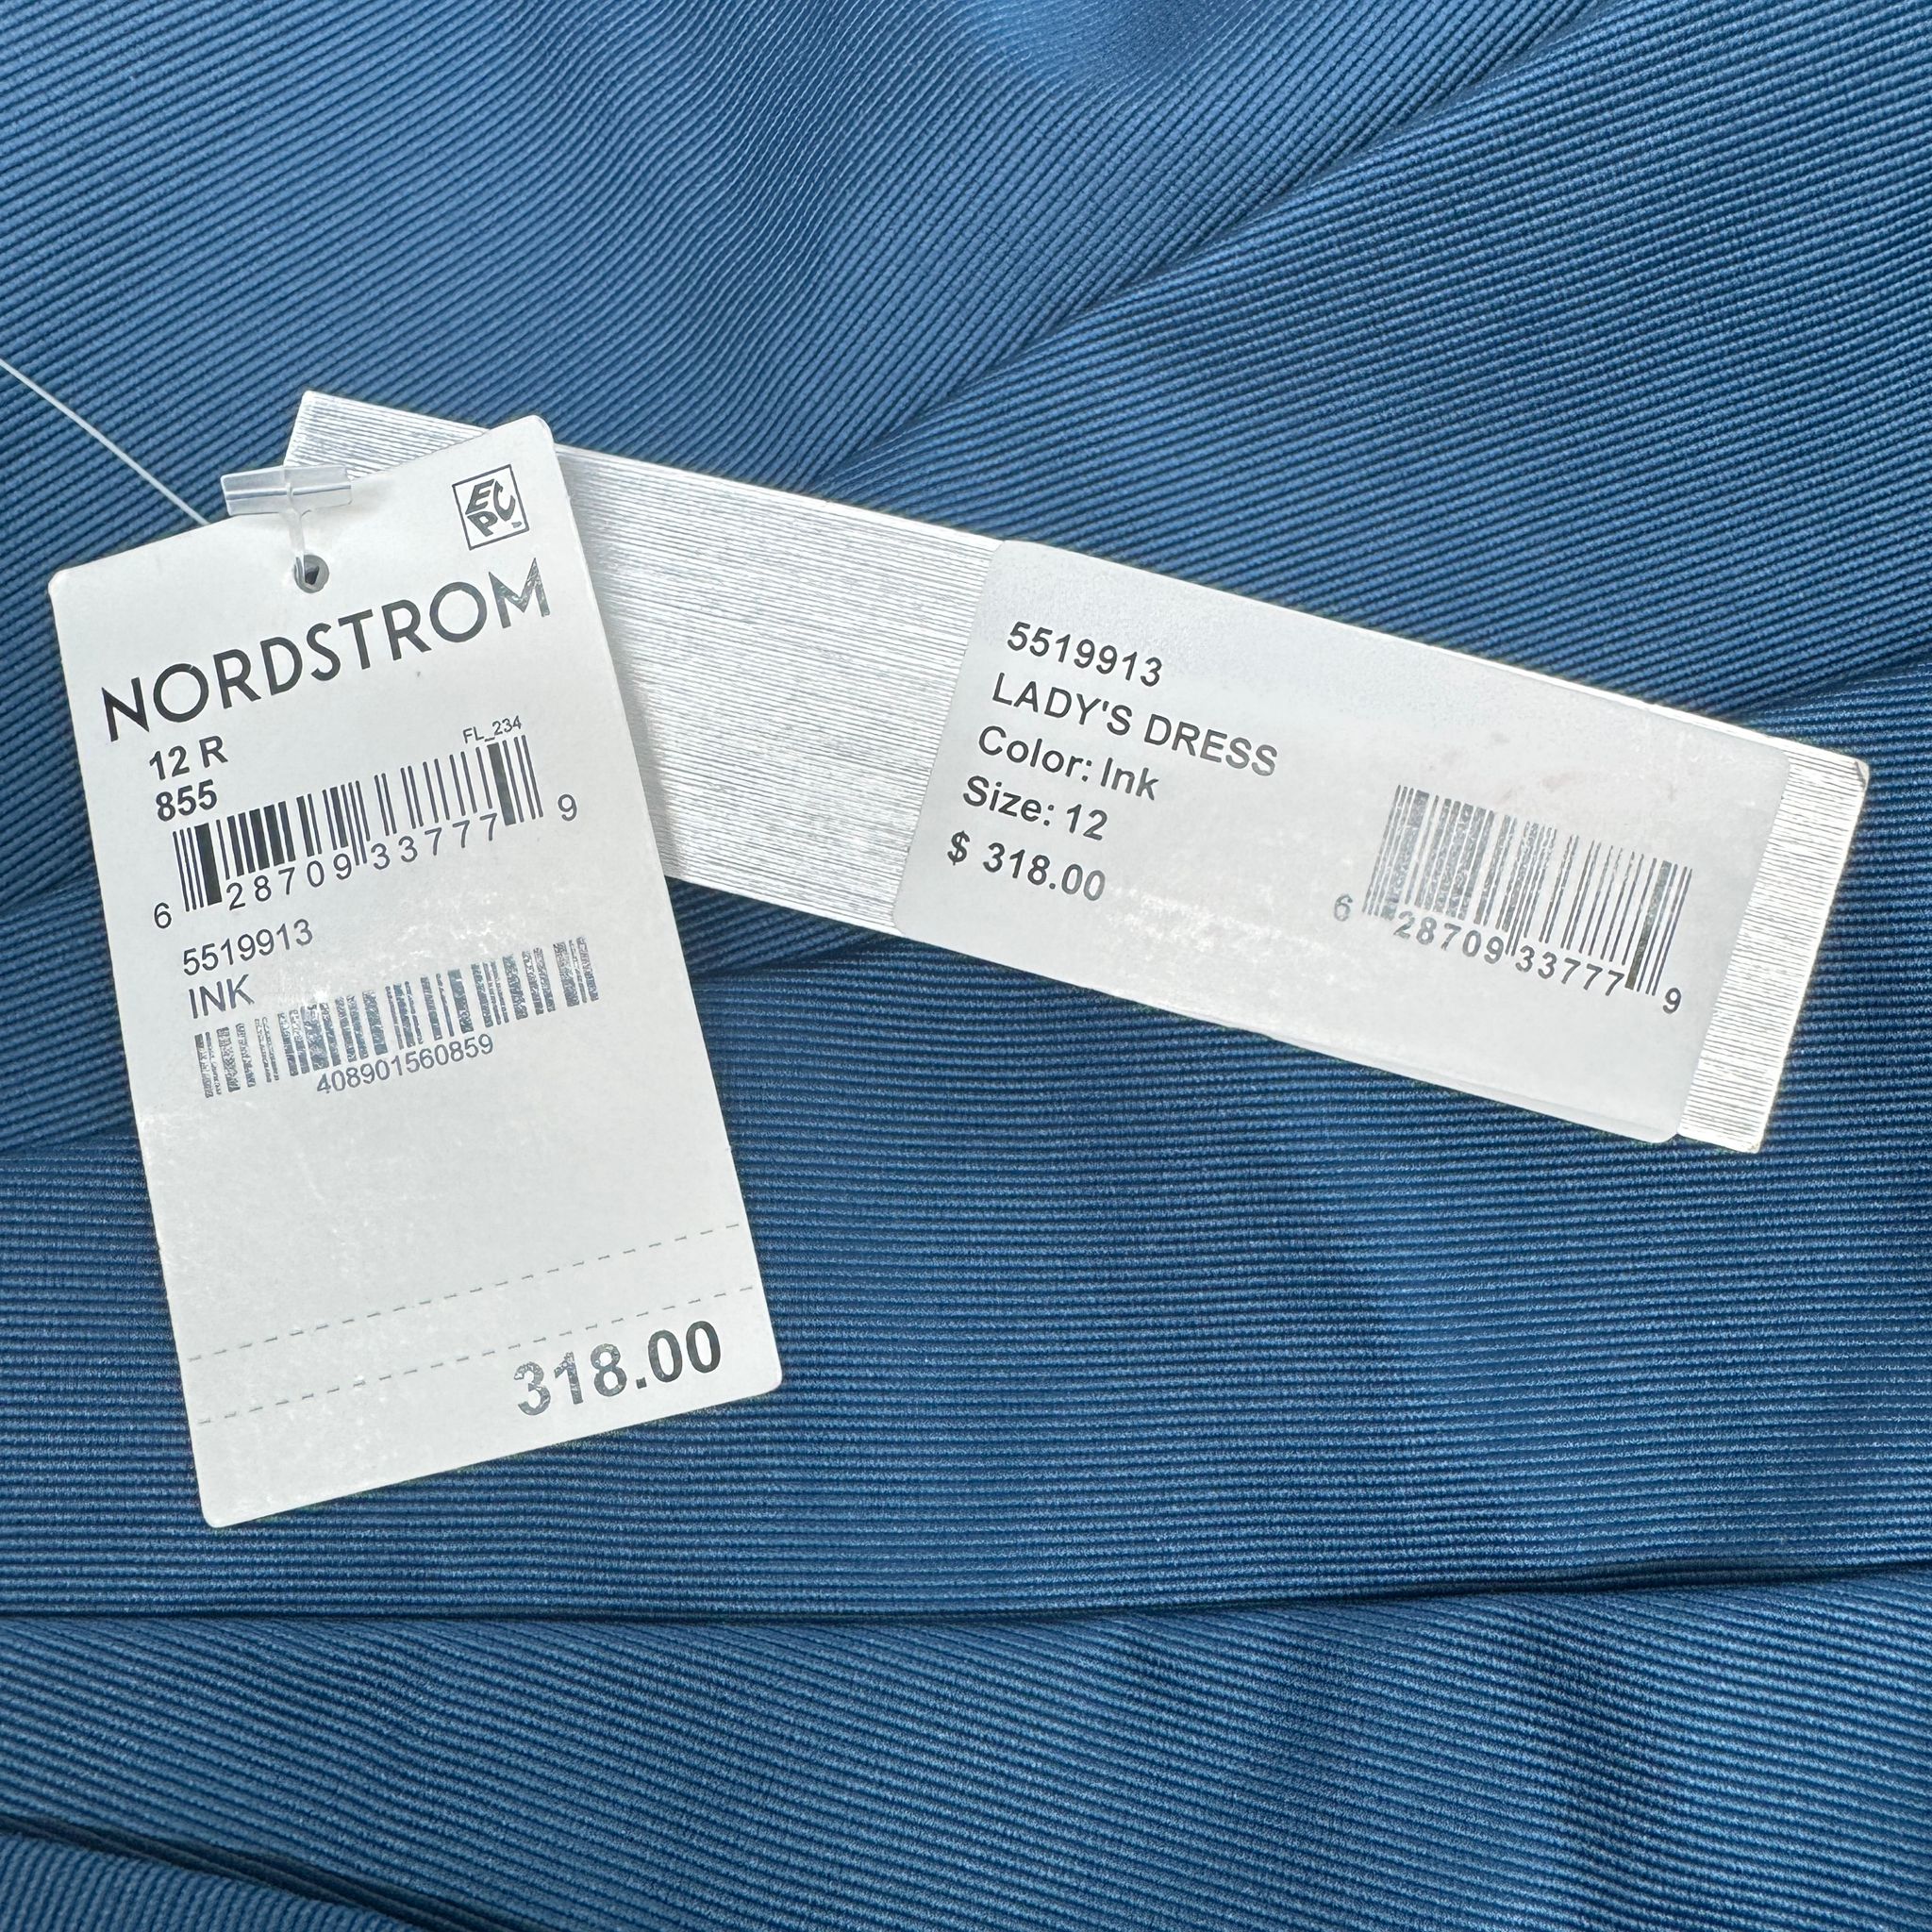 EPC
NORDSTROM
12 R
FL_234
855
6 28709 33777 9
5519913
INK
408901560859
318.00
5519913
LADY'S DRESS
Color: Ink
Size: 12
$ 318.00
6 28709 33777 9